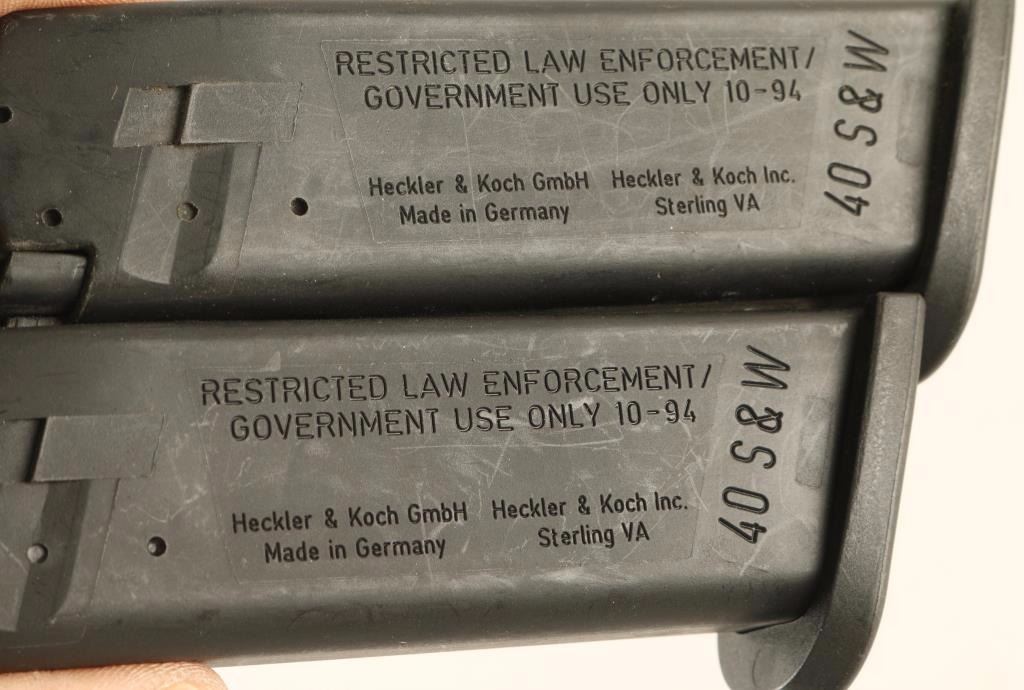 RESTRICTED LAW ENFORCEMENT/
GOVERNMENT USE ONLY 10-94
Heckler & Koch GmbH Heckler & Koch Inc.
Made in Germany Sterling VA
40 S&W
RESTRICTED LAW ENFORCEMENT/
GOVERNMENT USE ONLY 10-94
Heckler & Koch GmbH Heckler & Koch Inc.
Made in Germany Sterling VA
40 S&W